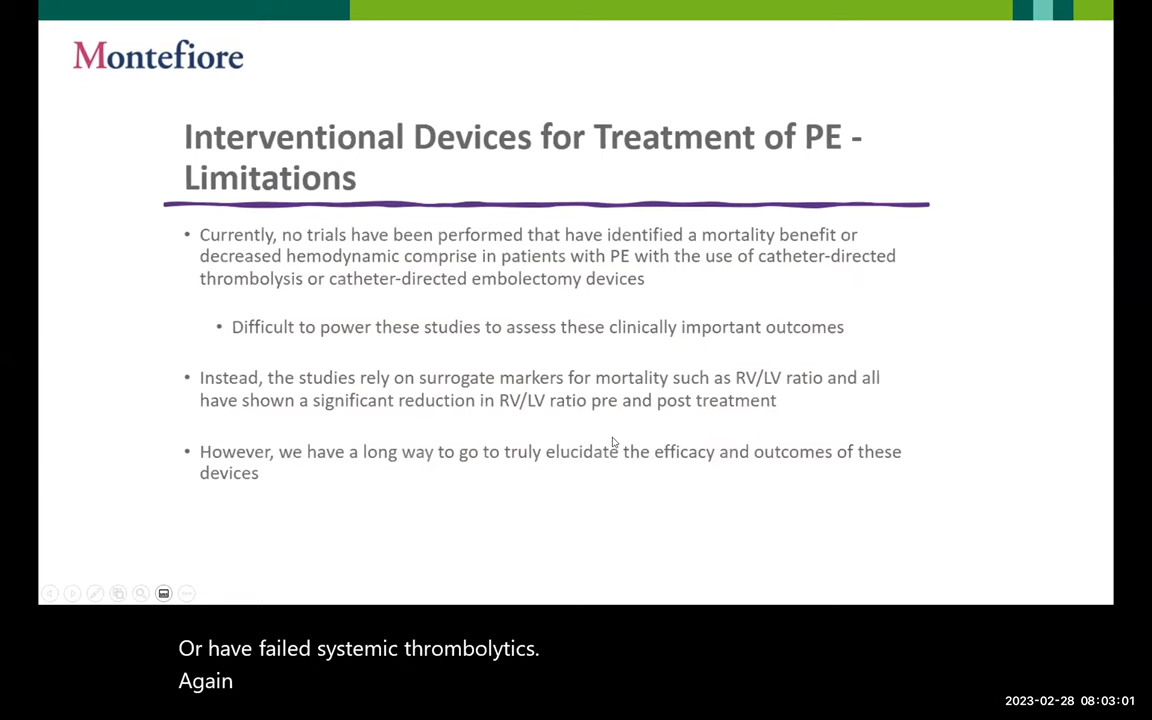 Montefiore
Interventional Devices for Treatment of PE -
Limitations
• Currently, no trials have been performed that have identified a mortality benefit or
decreased hemodynamic comprise in patients with PE with the use of catheter-directed
thrombolysis or catheter-directed embolectomy devices
• Difficult to power these studies to assess these clinically important outcomes
• Instead, the studies rely on surrogate markers for mortality such as RV/LV ratio and all
have shown a significant reduction in RV/LV ratio pre and post treatment
• However, we have a long way to go to truly elucidate the efficacy and outcomes of these
devices
Or have failed systemic thrombolytics.
Again
2023-02-28 08:03:01